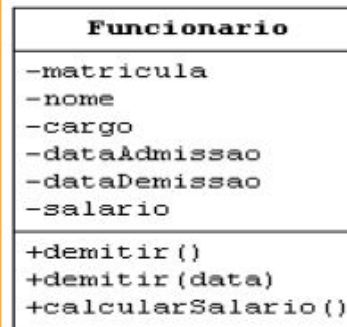 Funcionario
-matricula
-nome
-cargo
-dataAdmissao
-dataDemissao
-salario
+demitir()
+demitir(data)
+calcularSalario()